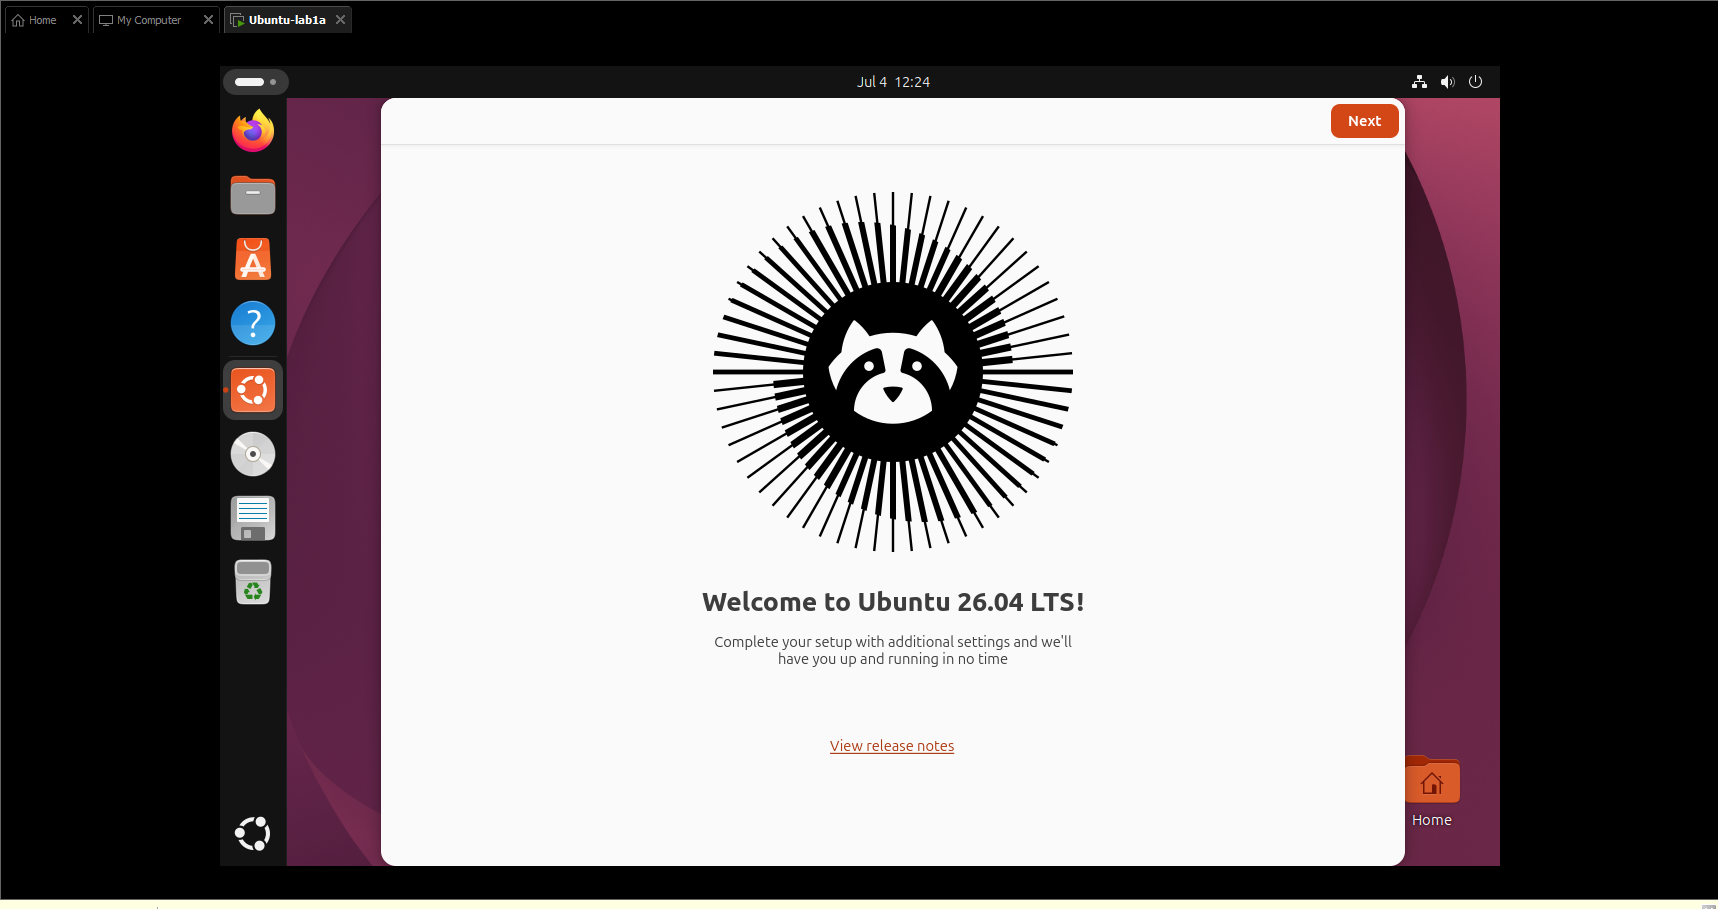 Home
My Computer
Ubuntu-lab1a
Jul 4 12:24
Next
Welcome to Ubuntu 26.04 LTS!
Complete your setup with additional settings and we'll
have you up and running in no time
View release notes
Home